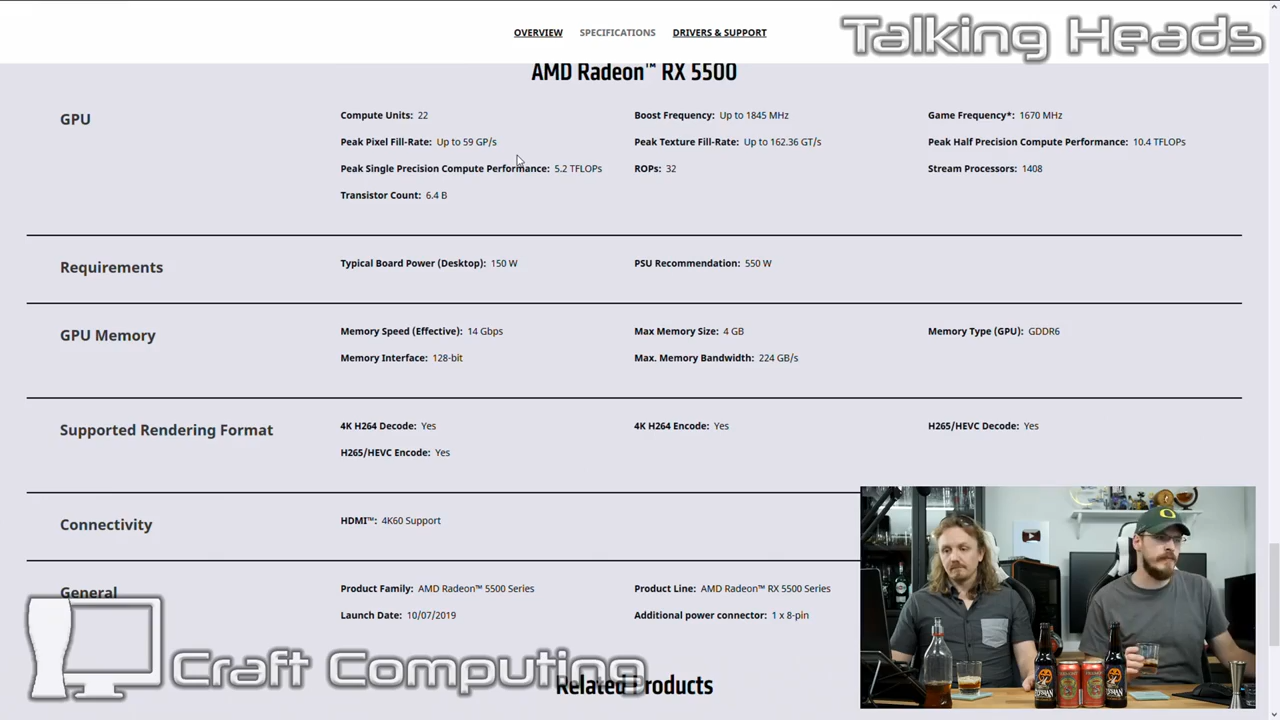 OVERVIEW SPECIFICATIONS DRIVERS & SUPPORT
Talking Heads
AMD Radeon™ RX 5500
GPU
Compute Units: 22 Boost Frequency: Up to 1845 MHz Game Frequency*: 1670 MHz
Peak Pixel Fill-Rate: Up to 59 GP/s Peak Texture Fill-Rate: Up to 162.36 GT/s Peak Half Precision Compute Performance: 10.4 TFLOPs
Peak Single Precision Compute Performance: 5.2 TFLOPs ROPs: 32 Stream Processors: 1408
Transistor Count: 6.4 B
Requirements
Typical Board Power (Desktop): 150 W PSU Recommendation: 550 W
GPU Memory
Memory Speed (Effective): 14 Gbps Max Memory Size: 4 GB Memory Type (GPU): GDDR6
Memory Interface: 128-bit Max. Memory Bandwidth: 224 GB/s
Supported Rendering Format
4K H264 Decode: Yes 4K H264 Encode: Yes H265/HEVC Decode: Yes
H265/HEVC Encode: Yes
Connectivity
HDMI™: 4K60 Support
General
Product Family: AMD Radeon™ 5500 Series Product Line: AMD Radeon™ RX 5500 Series
Launch Date: 10/07/2019 Additional power connector: 1 x 8-pin
Craft Computing
Related Products